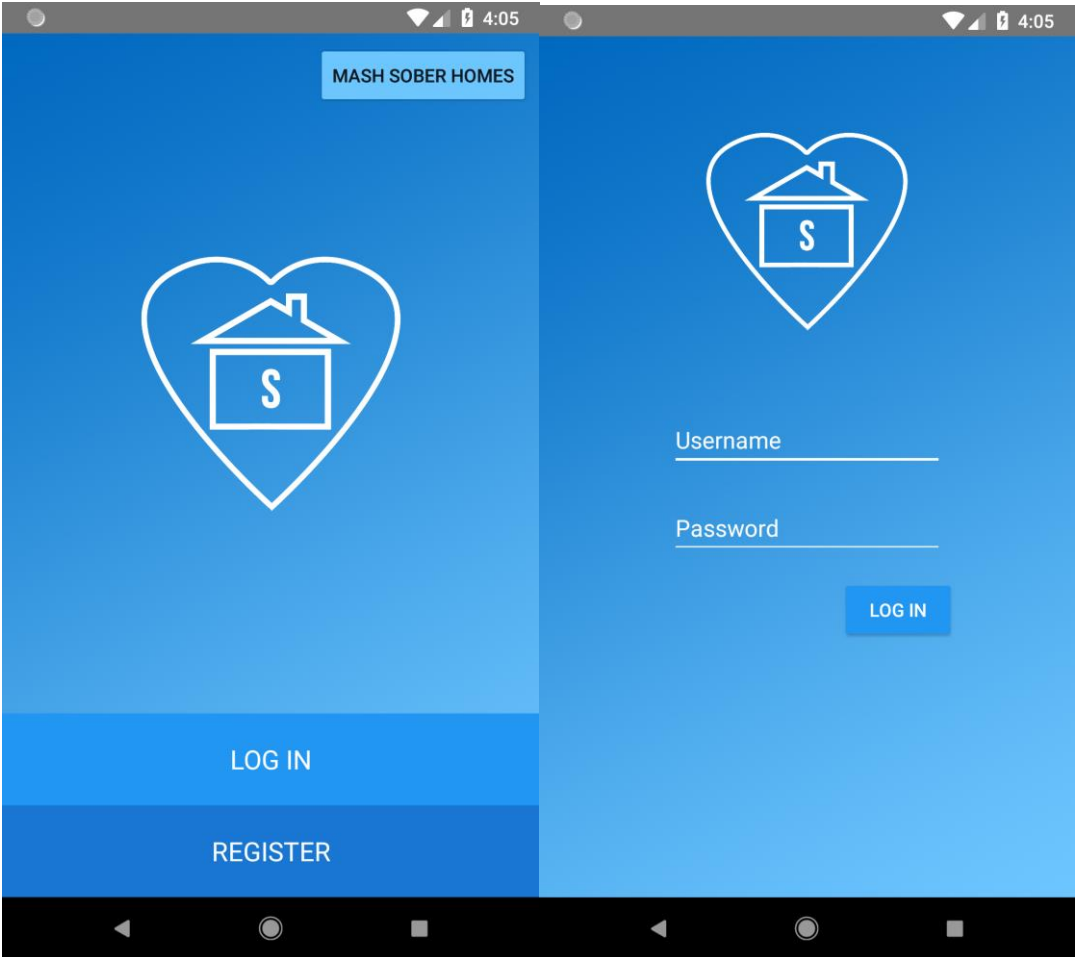 4:05
MASH SOBER HOMES
S
LOG IN
REGISTER
4:05
S
Username
Password
LOG IN